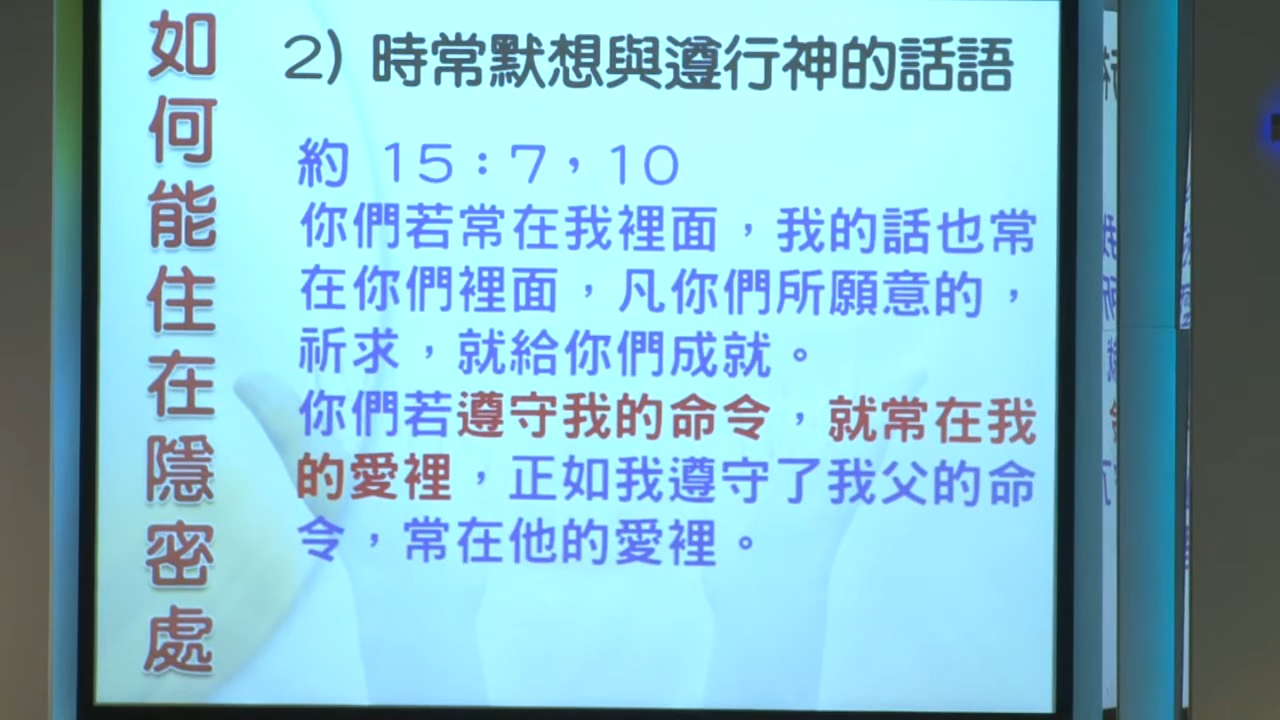 如何能住在隱密處
2) 時常默想與遵行神的話語
約 15：7，10
你們若常在我裡面，我的話也常
在你們裡面，凡你們所願意的，
祈求，就給你們成就。
你們若遵守我的命令，就常在我
的愛裡，正如我遵守了我父的命
令，常在他的愛裡。